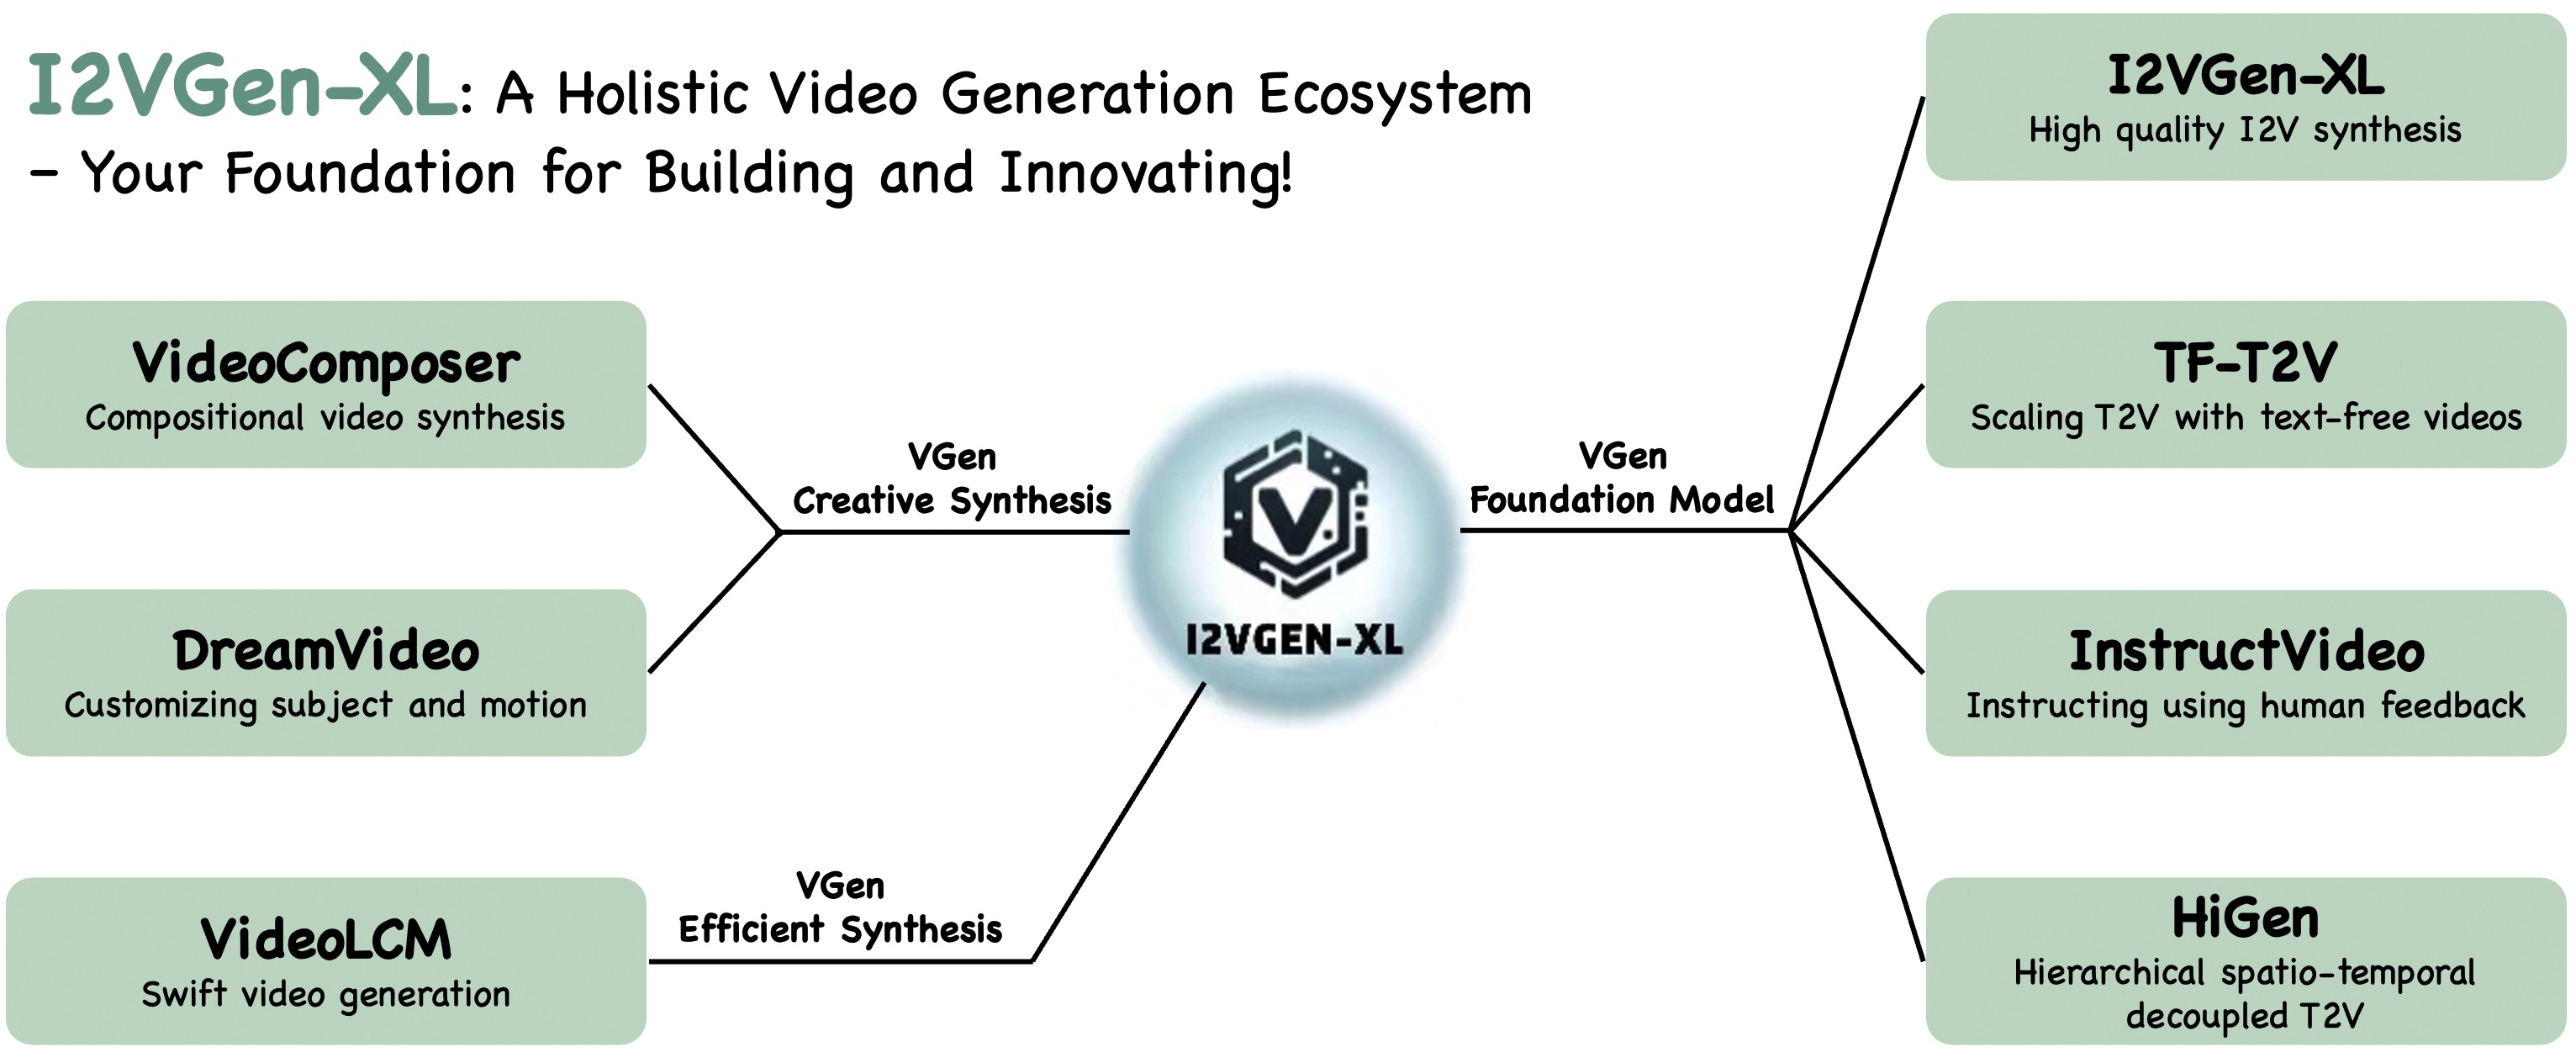 I2VGen-XL: A Holistic Video Generation Ecosystem
- Your Foundation for Building and Innovating!
VideoComposer
Compositional video synthesis
DreamVideo
Customizing subject and motion
VideoLCM
Swift video generation
VGen
Creative Synthesis
VGen
Efficient Synthesis
V
I2VGEN-XL
VGen
Foundation Model
I2VGen-XL
High quality I2V synthesis
TF-T2V
Scaling T2V with text-free videos
InstructVideo
Instructing using human feedback
HiGen
Hierarchical spatio-temporal
decoupled T2V